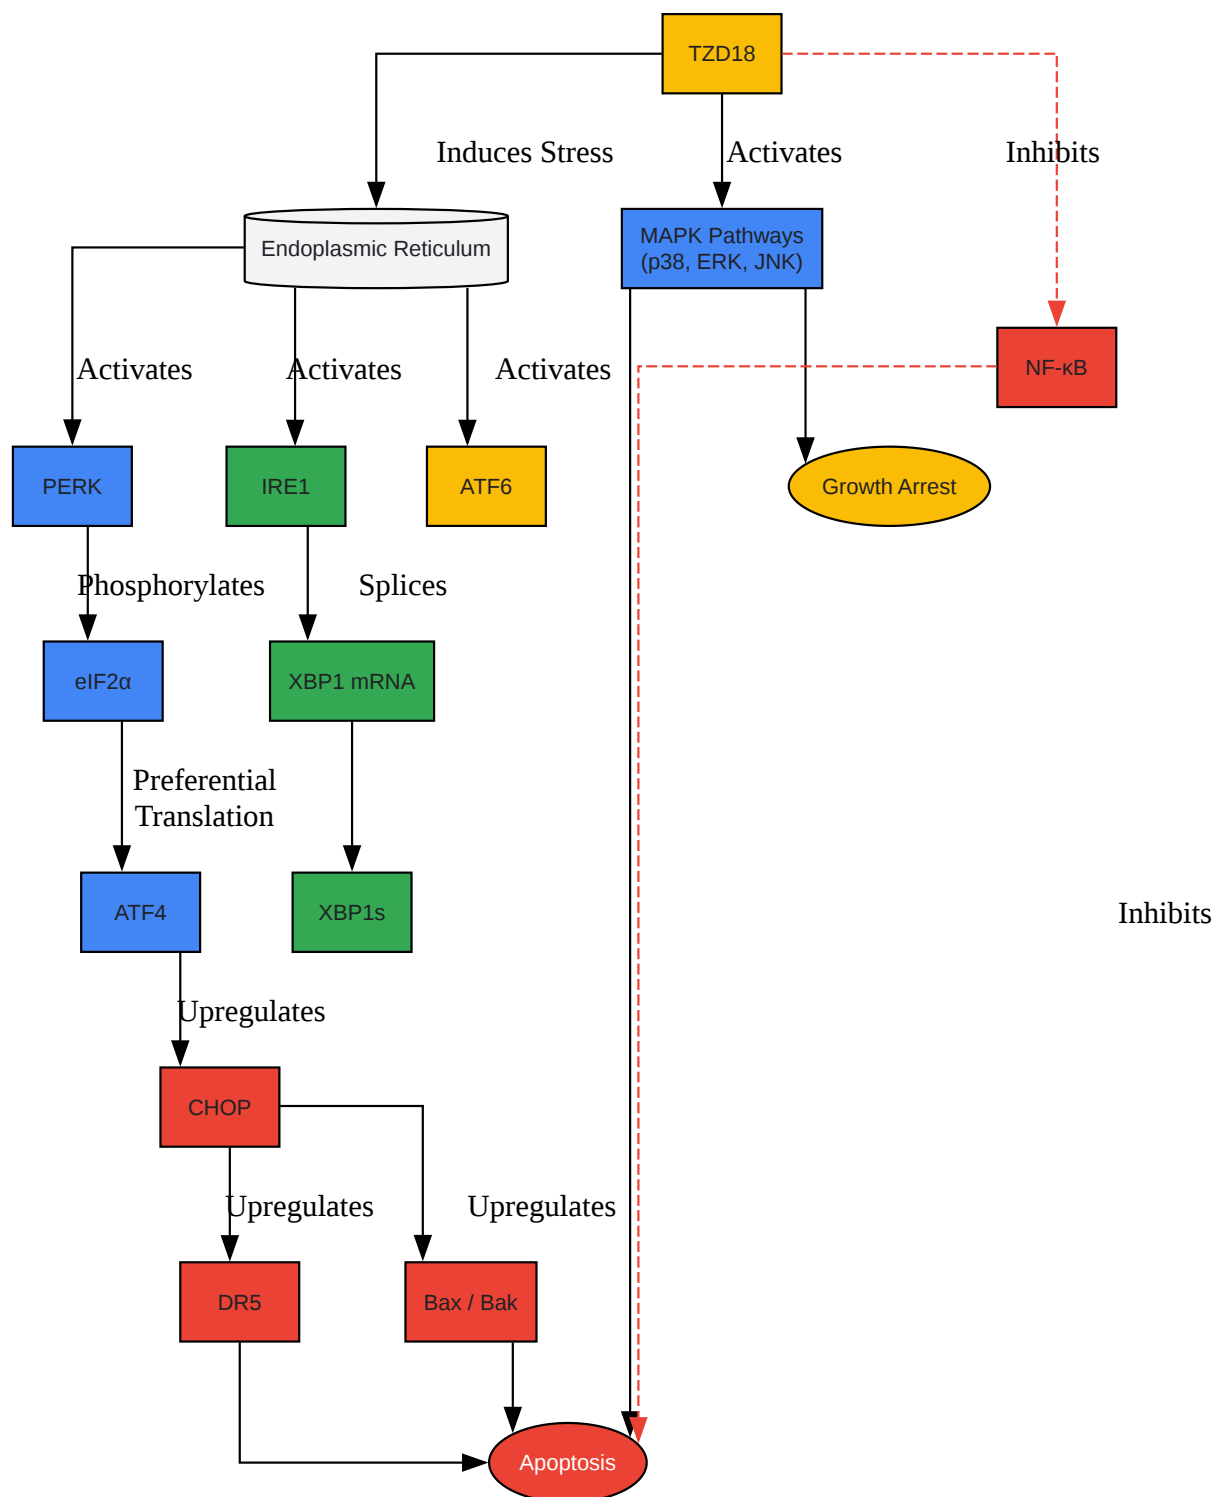 TZD18
Induces Stress
Activates
Inhibits
Endoplasmic Reticulum
MAPK Pathways
(p38, ERK, JNK)
NF-κB
Activates
Activates
Activates
PERK
IRE1
ATF6
Growth Arrest
Phosphorylates
Splices
eIF2α
XBP1 mRNA
Preferential
Translation
ATF4
XBP1s
Inhibits
Upregulates
CHOP
Upregulates
Upregulates
DR5
Bax / Bak
Apoptosis